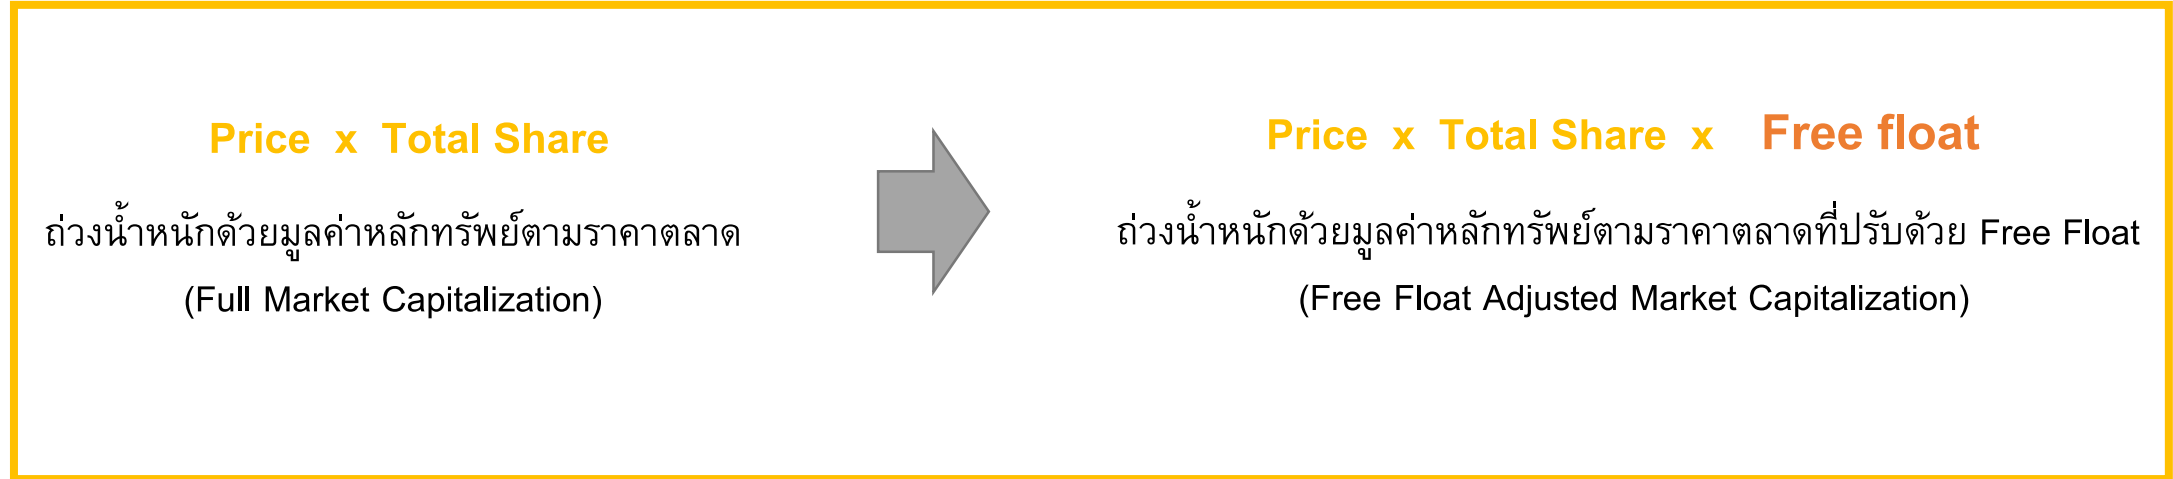 Price x Total Share
ถ่วงน้ำหนักด้วยมูลค่าหลักทรัพย์ตามราคาตลาด
(Full Market Capitalization)
Price x Total Share x Free float
ถ่วงน้ำหนักด้วยมูลค่าหลักทรัพย์ตามราคาตลาดที่ปรับด้วย Free Float
(Free Float Adjusted Market Capitalization)